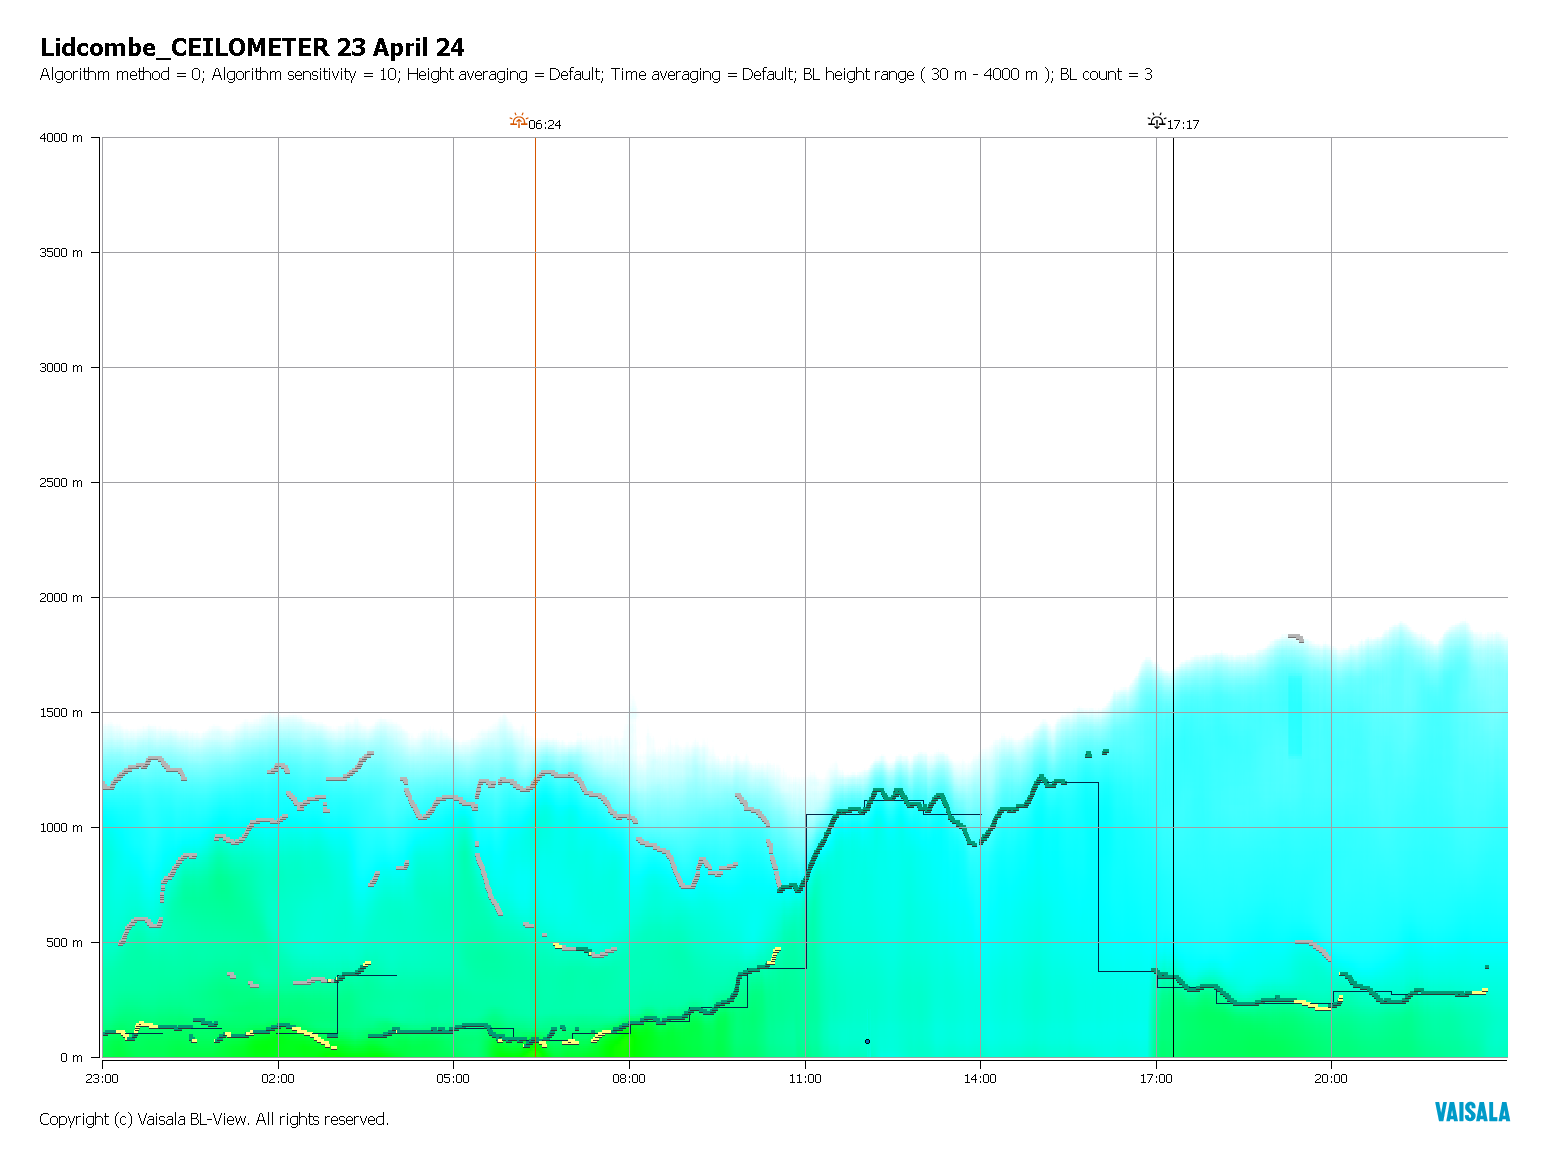 Lidcombe_CEILOMETER 23 April 24
Algorithm method = 0; Algorithm sensitivity = 10; Height averaging = Default; Time averaging = Default; BL height range ( 30 m - 4000 m ); BL count = 3
06:24
17:17
4000 m
3500 m
3000 m
2500 m
2000 m
1500 m
1000 m
500 m
0 m
23:00
02:00
05:00
08:00
11:00
14:00
17:00
20:00
Copyright (c) Vaisala BL-View. All rights reserved.
VAISALA